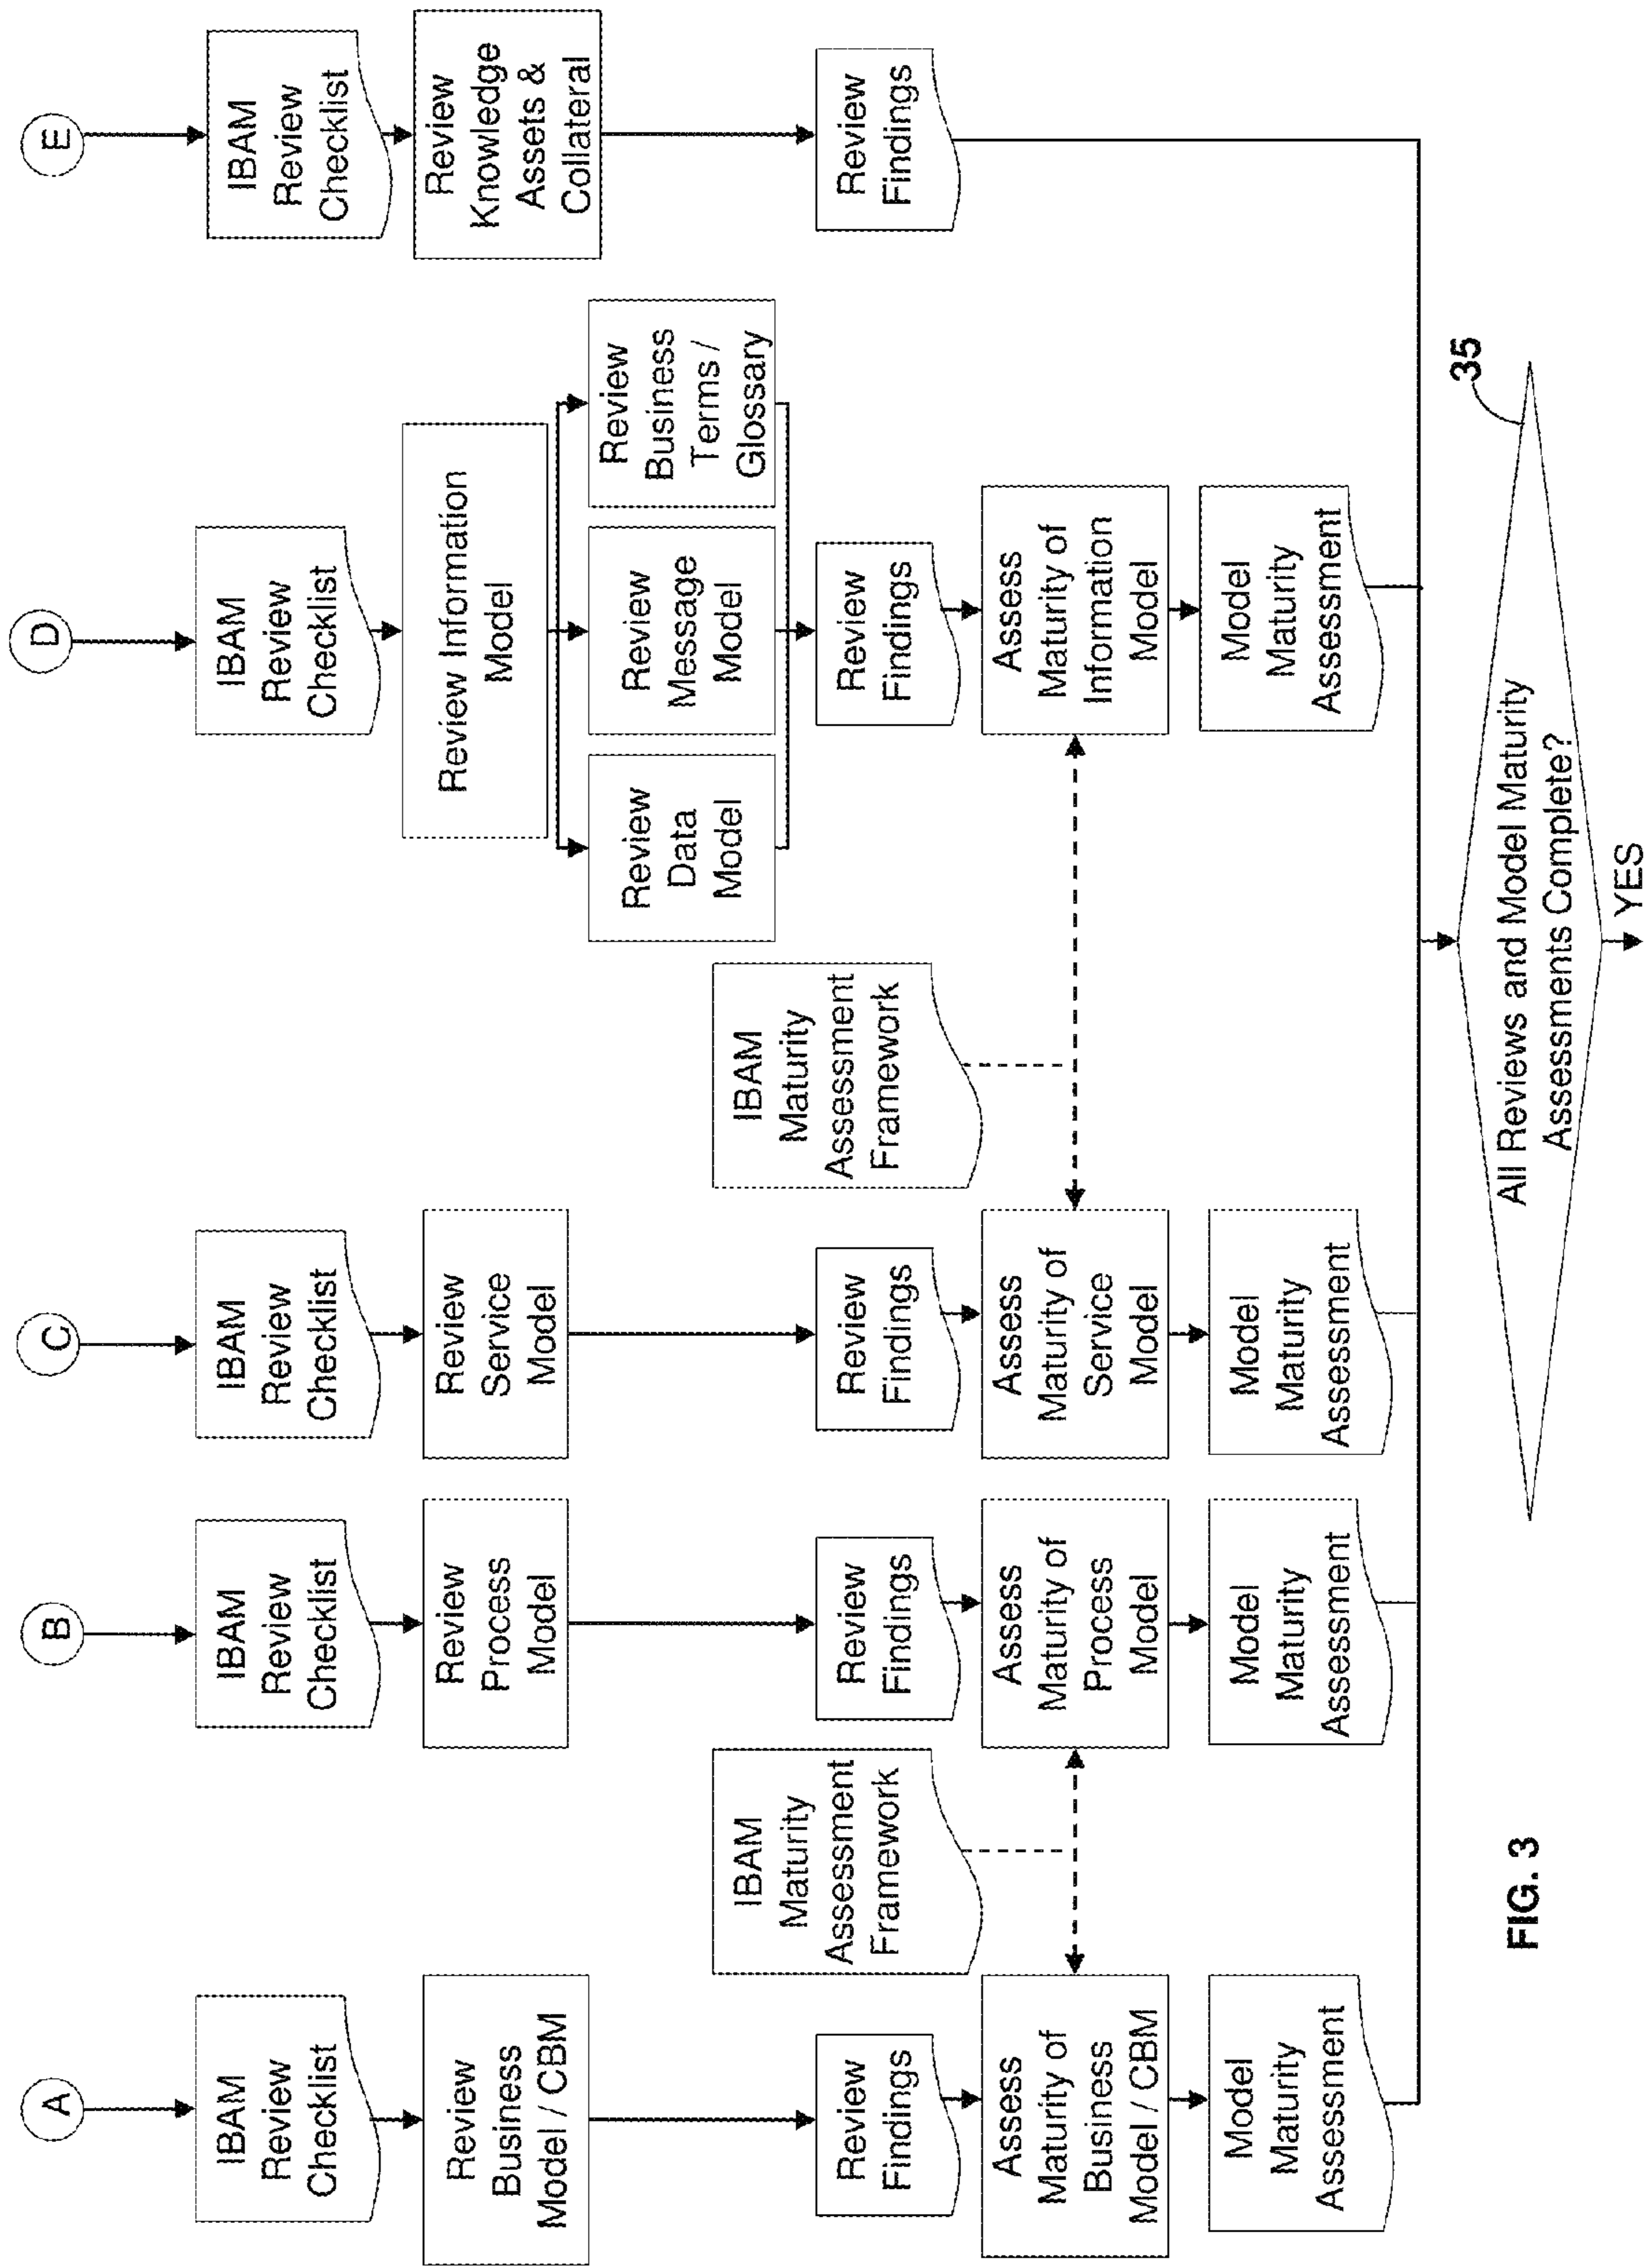 A
B
C
D
E
IBAM
Review
Checklist
IBAM
Review
Checklist
IBAM
Review
Checklist
IBAM
Review
Checklist
IBAM
Review
Checklist
Review
Business
Model / CBM
Review
Process
Model
Review
Service
Model
Review Information
Model
Review
Knowledge
Assets &
Collateral
Review
Data
Model
Review
Message
Model
Review
Business
Terms /
Glossary
IBAM
Maturity
Assessment
Framework
IBAM
Maturity
Assessment
Framework
Review
Findings
Review
Findings
Review
Findings
Review
Findings
Review
Findings
Assess
Maturity of
Business
Model / CBM
Assess
Maturity of
Process
Model
Assess
Maturity of
Service
Model
Assess
Maturity of
Information
Model
Model
Maturity
Assessment
Model
Maturity
Assessment
Model
Maturity
Assessment
Model
Maturity
Assessment
35
All Reviews and Model Maturity
Assessments Complete?
YES
FIG. 3